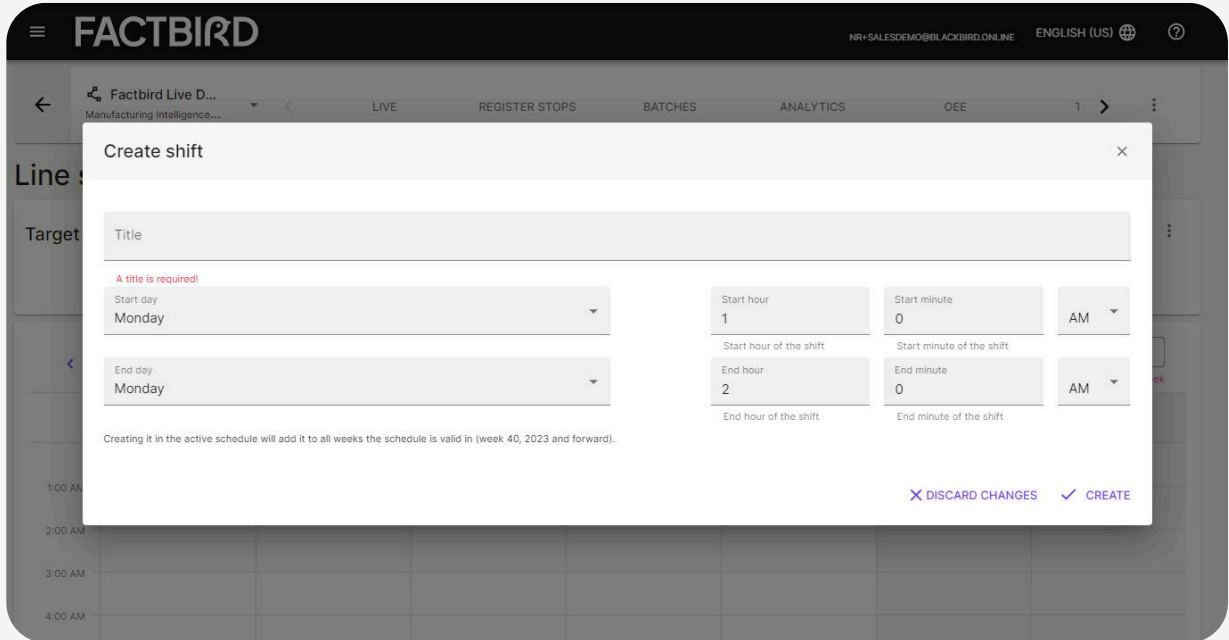 FACTBIRD
NR+SALESDEMO@BLACKBIRD.ONLINE ENGLISH (US)
Factbird Live D...
Manufacturing Intelligence...
LIVE REGISTER STOPS BATCHES ANALYTICS OEE 1
Create shift
Line
Target
Title
A title is required!
Start day
Monday
Start hour
1
Start minute
0
AM
Start hour of the shift
Start minute of the shift
End day
Monday
End hour
2
End minute
0
AM
End hour of the shift
End minute of the shift
Creating it in the active schedule will add it to all weeks the schedule is valid in (week 40, 2023 and forward).
DISCARD CHANGES CREATE
1:00 AM
2:00 AM
3:00 AM
4:00 AM